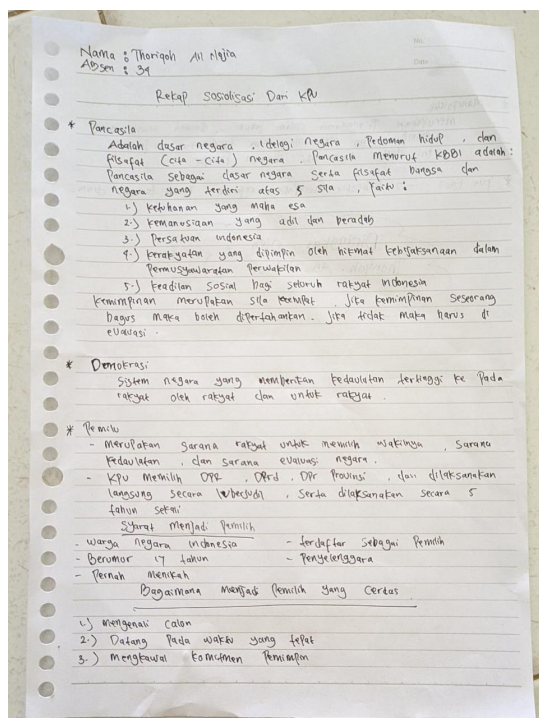 No:
Date:
Nama : Thoriqoh Ail Najia
Absen : 34
Rekap Sosialisasi Dari KPU
* Pancasila
Adalah dasar negara , Idelogi negara , Pedoman hidup , dan
filsafat (cita - cita) negara . Pancasila menurut KBBI adalah :
Pancasila sebagai dasar negara serta filsafat bangsa dan
negara yang terdiri atas 5 sila , yaitu :
1.) Ketuhanan yang maha esa
2.) Kemanusiaan yang adil dan beradab
3.) Persatuan indonesia
4.) Kerakyatan yang dipimpin oleh hikmat kebijaksanaan dalam
Permusyawaratan Perwakilan
5.) Keadilan Sosial bagi seluruh rakyat indonesia
Kemimpinan merupakan sila keempat . Jika kemimpinan seseorang
bagus maka boleh dipertahankan . Jika tidak maka harus di
evaluasi .
* Demokrasi
Sistem negara yang memberikan kedaulatan tertinggi ke pada
rakyat oleh rakyat dan untuk rakyat .
* Pemilu
- Merupakan sarana rakyat untuk memilih wakilnya , sarana
kedaulatan , dan sarana evaluasi negara .
- KPU Memilih DPR , DPrd , DPr Provinsi , dan dilaksanakan
langsung secara luberjudil , serta dilaksanakan secara 5
tahun sekali
Syarat menjadi Pemilih
- warga negara indonesia - terdaftar sebagai Pemilih
- Berumur 17 tahun - Penyelenggara
- Pernah menikah
Bagaimana Menjadi Pemilih yang Cerdas
1.) Mengenali calon
2.) Datang Pada waktu yang tepat
3.) mengkawal komitmen Pemimpin